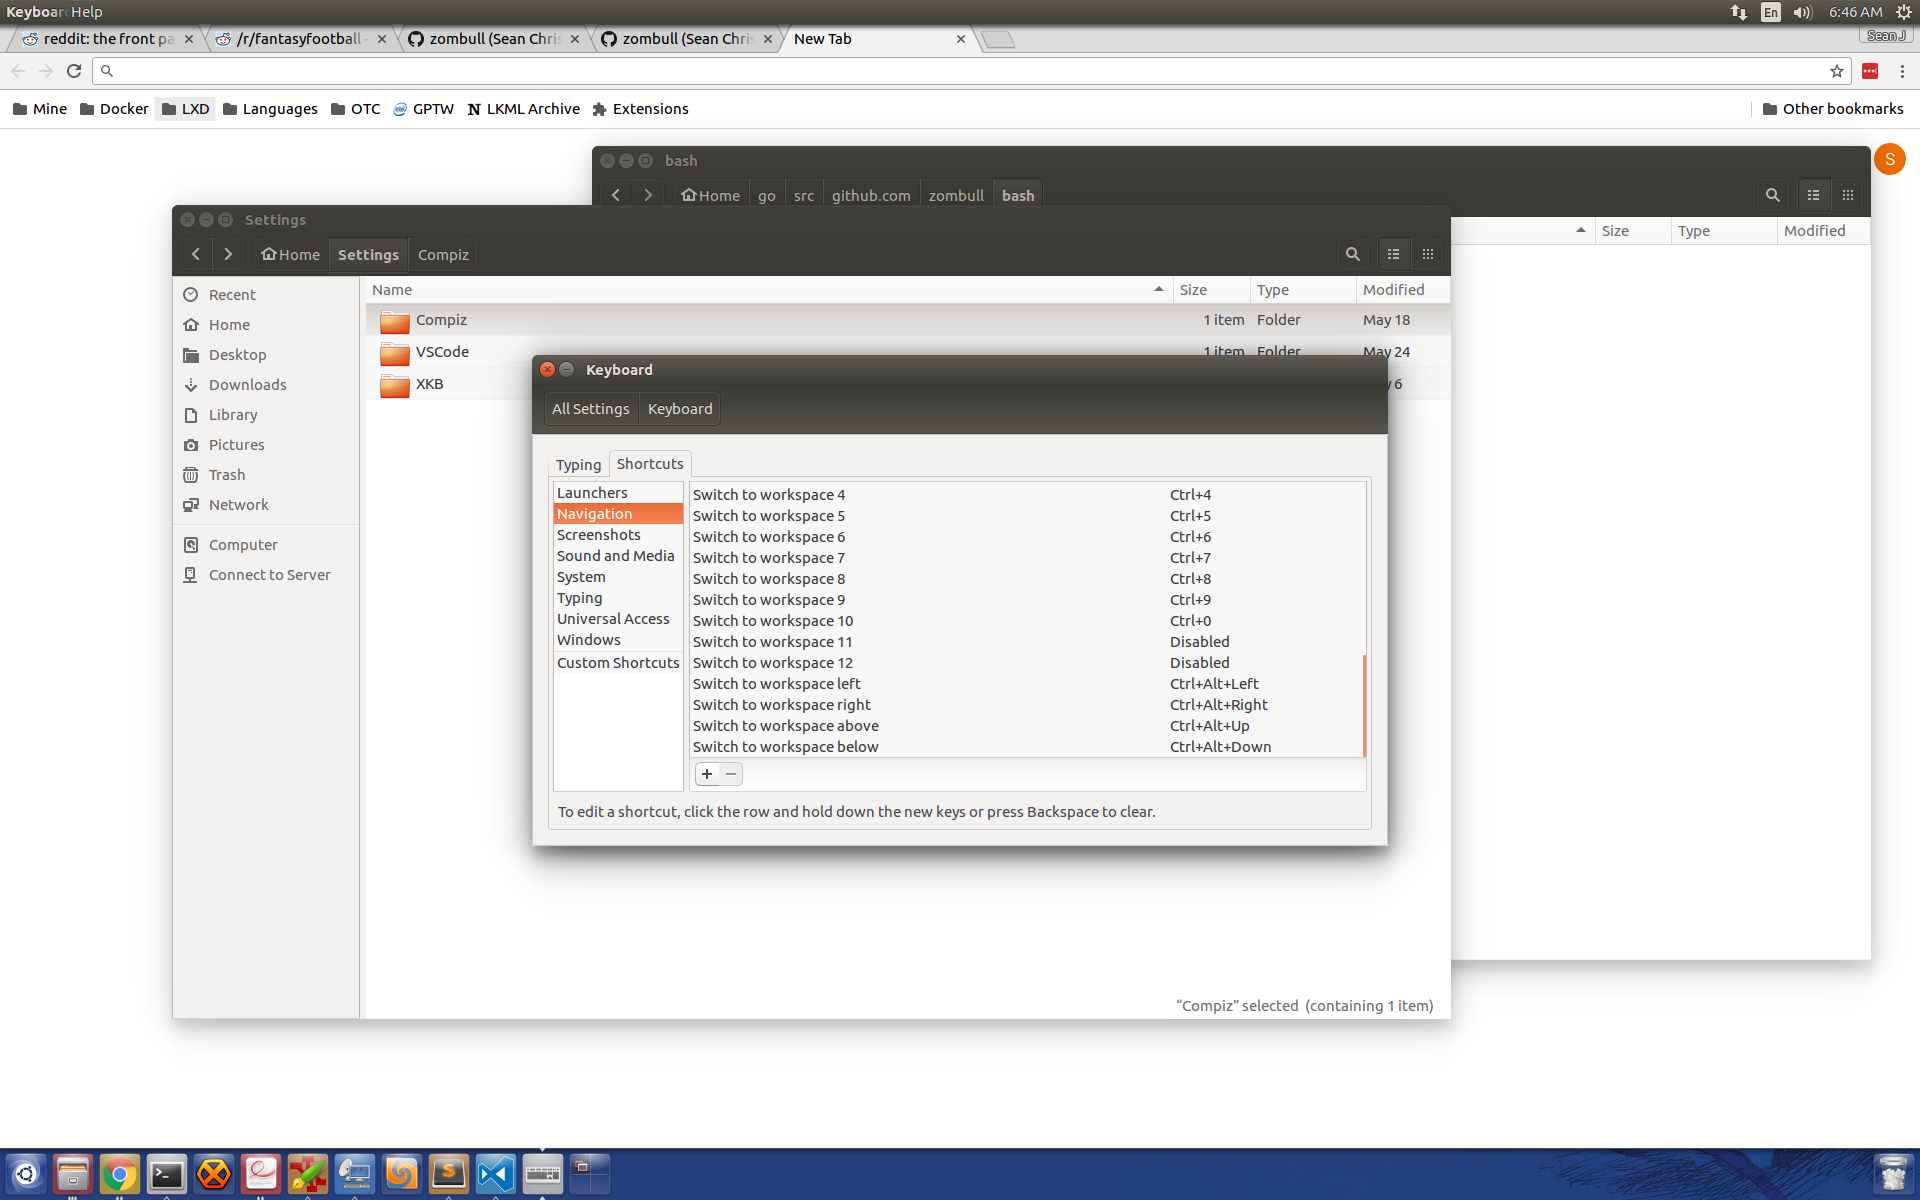 Keyboar Help
En 6:46 AM
reddit: the front pa
/r/fantasyfootball -
zombull (Sean Chris
zombull (Sean Chris
New Tab
Sean J
Mine Docker LXD Languages OTC GPTW LKML Archive Extensions Other bookmarks
bash
S
Home go src github.com zombull bash
Size Type Modified
Settings
Home Settings Compiz
Recent
Home
Desktop
Downloads
Library
Pictures
Trash
Network
Computer
Connect to Server
Name Size Type Modified
Compiz 1 item Folder May 18
VSCode 1 item Folder May 24
XKB 6
Keyboard
All Settings Keyboard
Typing Shortcuts
Launchers
Navigation
Screenshots
Sound and Media
System
Typing
Universal Access
Windows
Custom Shortcuts
Switch to workspace 4 Ctrl+4
Switch to workspace 5 Ctrl+5
Switch to workspace 6 Ctrl+6
Switch to workspace 7 Ctrl+7
Switch to workspace 8 Ctrl+8
Switch to workspace 9 Ctrl+9
Switch to workspace 10 Ctrl+0
Switch to workspace 11 Disabled
Switch to workspace 12 Disabled
Switch to workspace left Ctrl+Alt+Left
Switch to workspace right Ctrl+Alt+Right
Switch to workspace above Ctrl+Alt+Up
Switch to workspace below Ctrl+Alt+Down
To edit a shortcut, click the row and hold down the new keys or press Backspace to clear.
“Compiz” selected (containing 1 item)